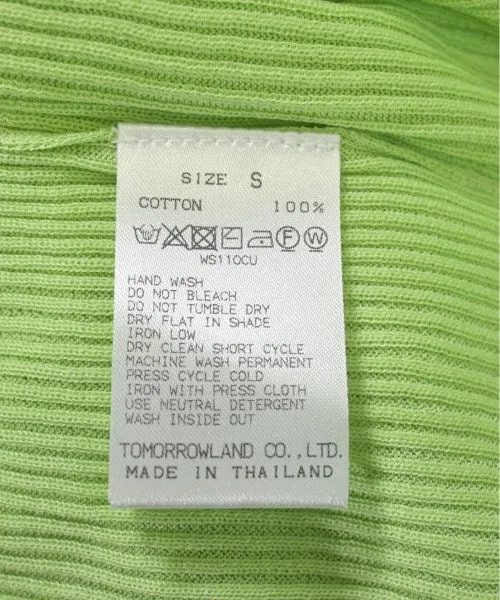 SIZE S
COTTON 100%
WS110CU
HAND WASH
DO NOT BLEACH
DO NOT TUMBLE DRY
DRY FLAT IN SHADE
IRON LOW
DRY CLEAN SHORT CYCLE
MACHINE WASH PERMANENT
PRESS CYCLE COLD
IRON WITH PRESS CLOTH
USE NEUTRAL DETERGENT
WASH INSIDE OUT
TOMORROWLAND CO.,LTD.
MADE IN THAILAND